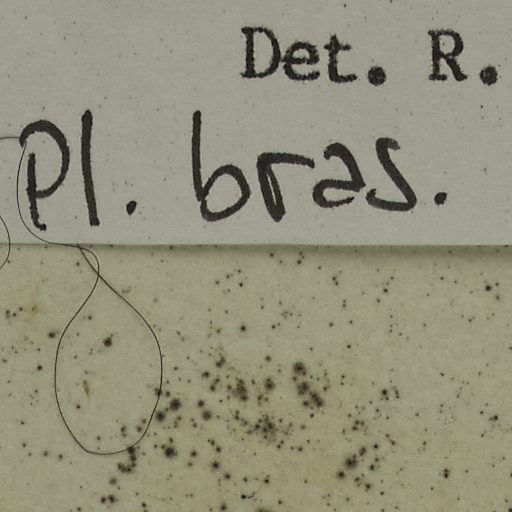 Det. R.
Pl. bras.